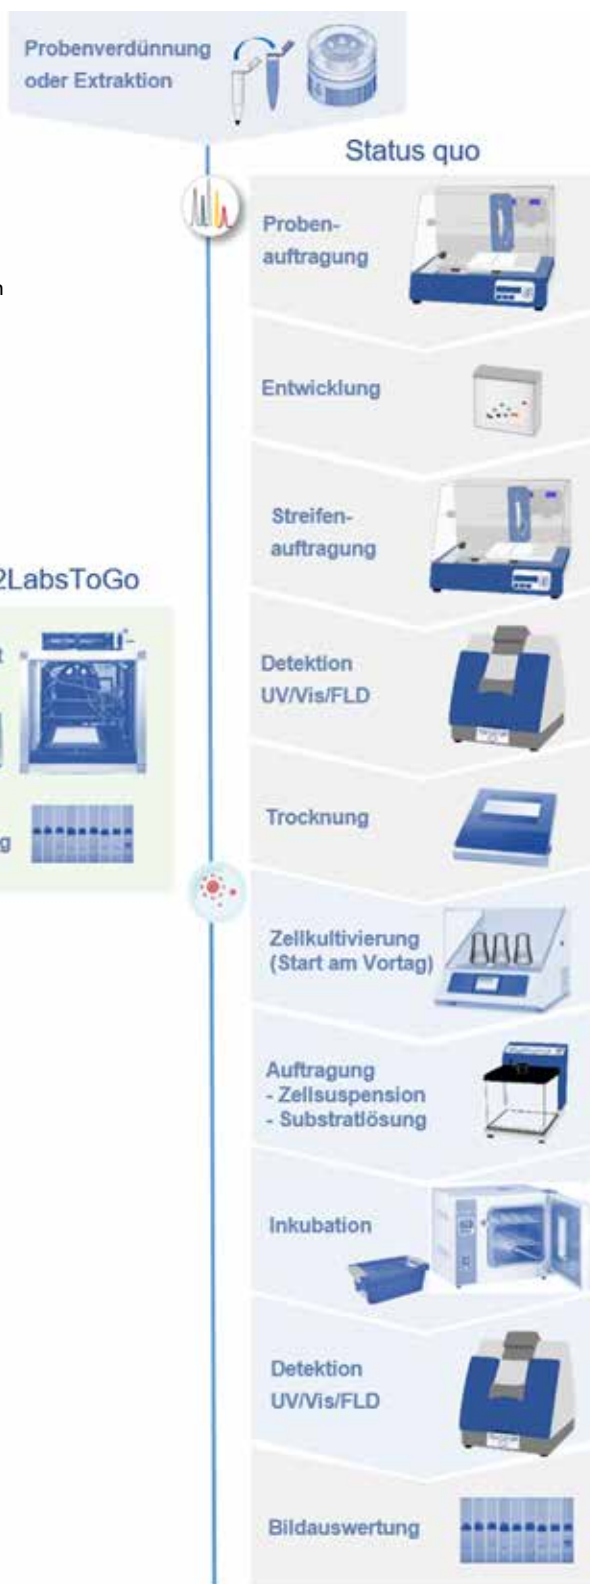 Probenverdünnung
oder Extraktion
Status quo
Proben-
auftragung
Entwicklung
Streifen-
auftragung
2LabsToGo
Detektion
UV/Vis/FLD
Trocknung
Zellkultivierung
(Start am Vortag)
Auftragung
- Zellsuspension
- Substratlösung
Inkubation
Detektion
UV/Vis/FLD
Bildauswertung